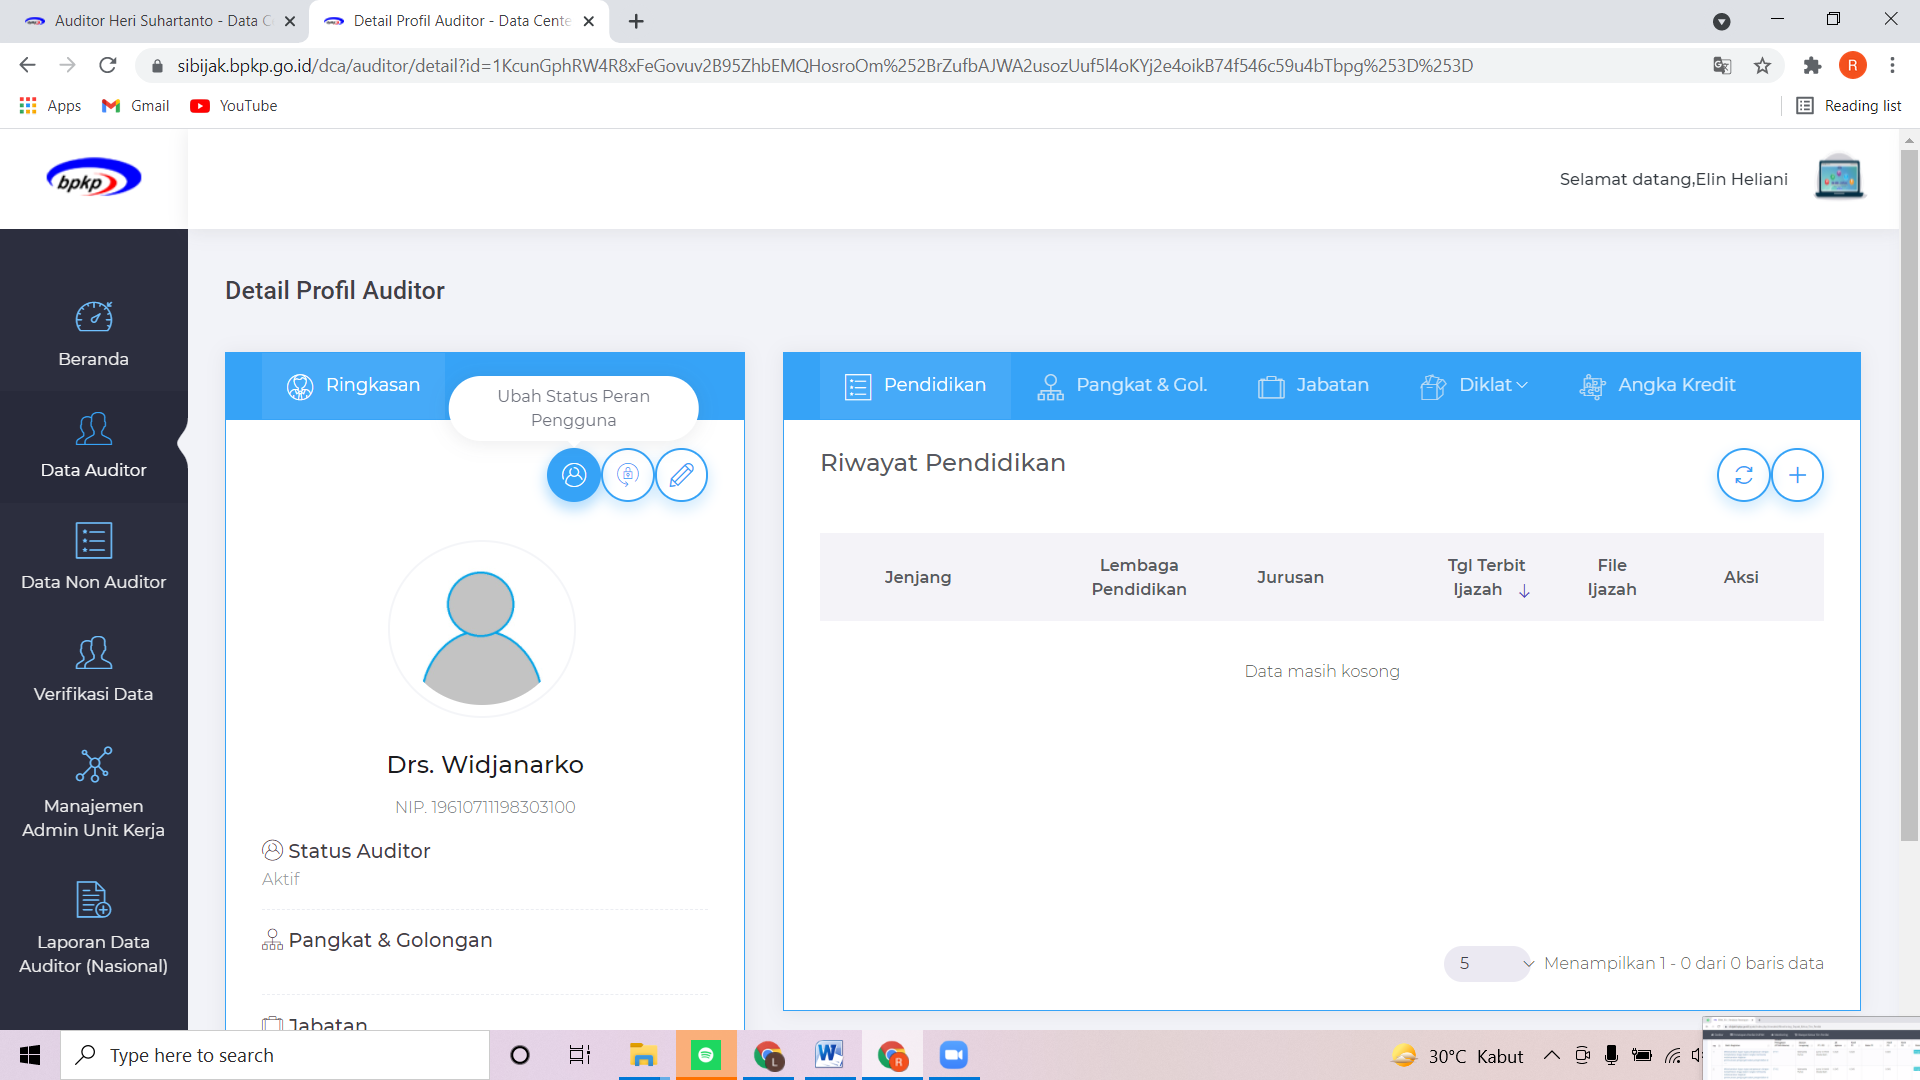 Auditor Heri Suhartanto - Data C
Detail Profil Auditor - Data Cente
sibijak.bpkp.go.id/dca/auditor/detail?id=1KcunGphRW4R8xFeGovuv2B95ZhbEMQHosroOm%252BrZufbAJWA2usozUuf5l4oKYj2e4oikB74f546c59u4bTbpg%253D%253D
R
Apps
Gmail
YouTube
Reading list
bpkp
Selamat datang,Elin Heliani
Beranda
Data Auditor
Data Non Auditor
Verifikasi Data
Manajemen
Admin Unit Kerja
Laporan Data
Auditor (Nasional)
Detail Profil Auditor
Ringkasan
Ubah Status Peran
Pengguna
Drs. Widjanarko
NIP. 19610711198303100
Status Auditor
Aktif
Pangkat & Golongan
Jabatan
Pendidikan
Pangkat & Gol.
Jabatan
Diklat
Angka Kredit
Riwayat Pendidikan
Jenjang
Lembaga
Pendidikan
Jurusan
Tgl Terbit
Ijazah
File
Ijazah
Aksi
Data masih kosong
5
Menampilkan 1 - 0 dari 0 baris data
Type here to search
L
W
R
30°C Kabut